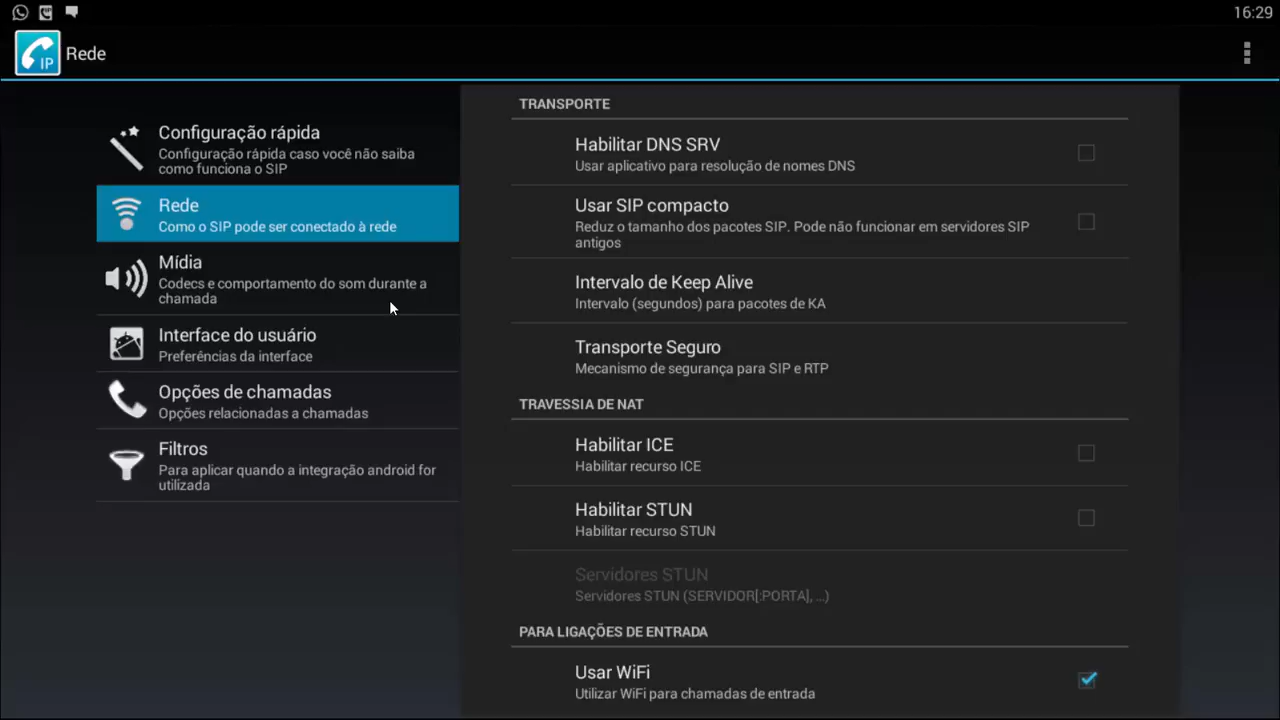 16:29
IP
Rede
Configuração rápida
Configuração rápida caso você não saiba
como funciona o SIP
Rede
Como o SIP pode ser conectado à rede
Mídia
Codecs e comportamento do som durante a
chamada
Interface do usuário
Preferências da interface
Opções de chamadas
Opções relacionadas a chamadas
Filtros
Para aplicar quando a integração android for
utilizada
TRANSPORTE
Habilitar DNS SRV
Usar aplicativo para resolução de nomes DNS
Usar SIP compacto
Reduz o tamanho dos pacotes SIP. Pode não funcionar em servidores SIP
antigos
Intervalo de Keep Alive
Intervalo (segundos) para pacotes de KA
Transporte Seguro
Mecanismo de segurança para SIP e RTP
TRAVESSIA DE NAT
Habilitar ICE
Habilitar recurso ICE
Habilitar STUN
Habilitar recurso STUN
Servidores STUN
Servidores STUN (SERVIDOR[:PORTA], ...)
PARA LIGAÇÕES DE ENTRADA
Usar WiFi
Utilizar WiFi para chamadas de entrada